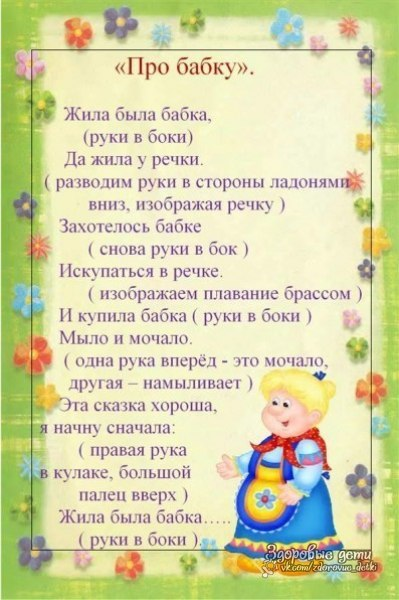 «Про бабку».
Жила была бабка,
(руки в боки)
Да жила у речки.
( разводим руки в стороны ладонями
вниз, изображая речку )
Захотелось бабке
( снова руки в бок )
Искупаться в речке.
( изображаем плавание брассом )
И купила бабка ( руки в боки )
Мыло и мочало.
( одна рука вперёд - это мочало,
другая – намыливает )
Эта сказка хороша,
я начну сначала:
( правая рука
в кулаке, большой
палец вверх )
Жила была бабка…..
( руки в боки ).
Здоровые дети
vk.com/zdorovue_detki